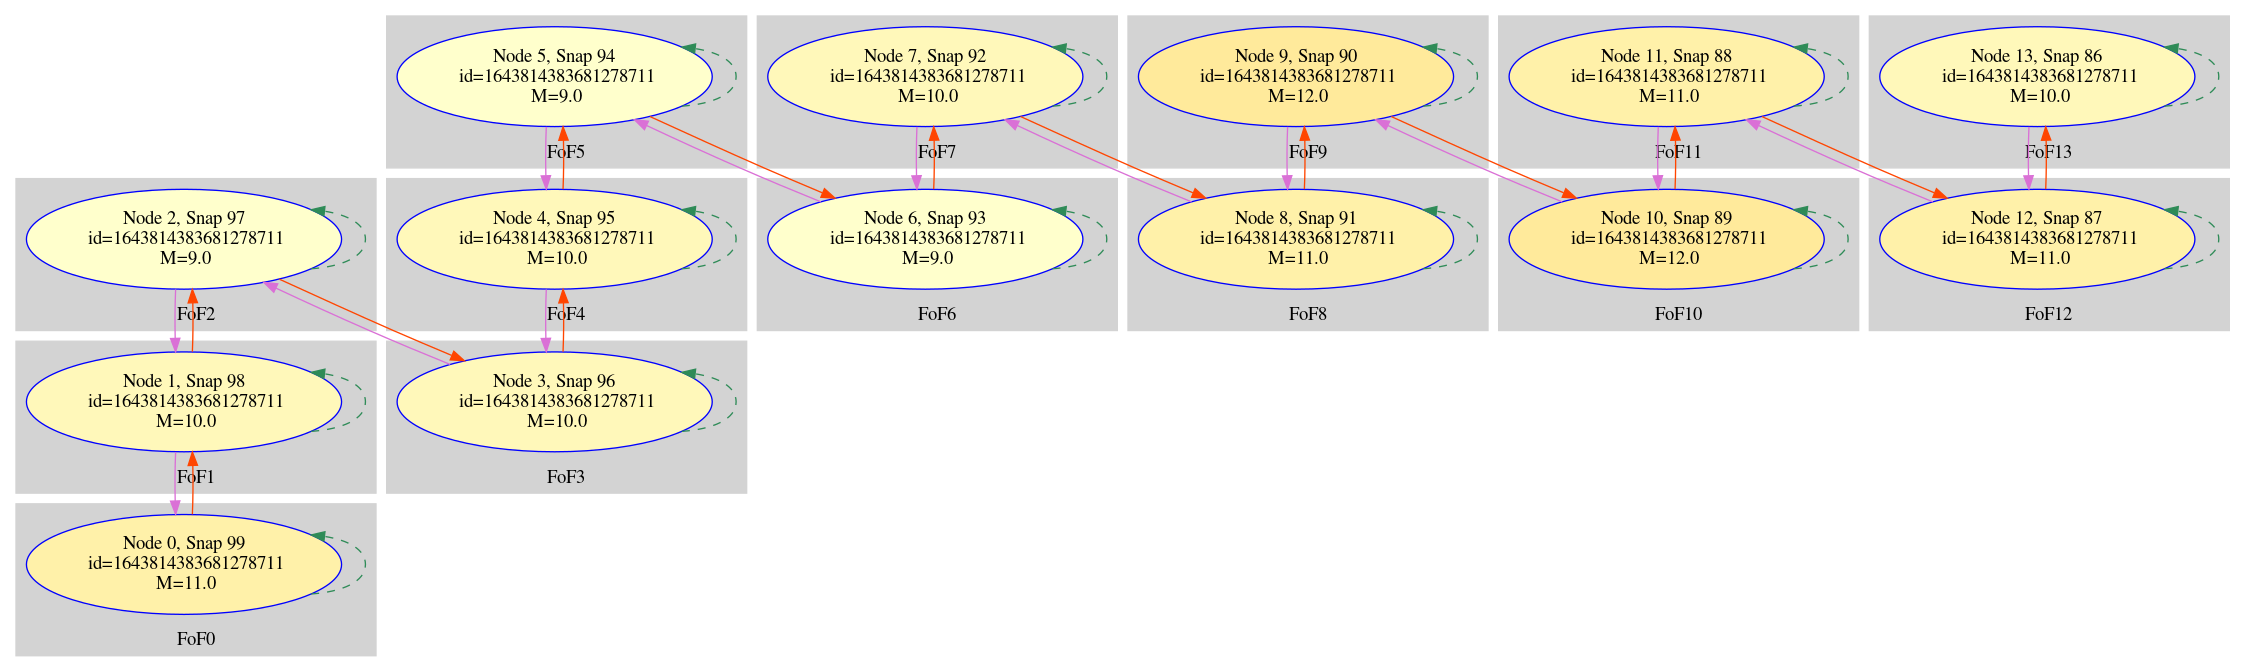 Node 5, Snap 94
id=1643814383681278711
M=9.0
FoF5
Node 7, Snap 92
id=1643814383681278711
M=10.0
FoF7
Node 9, Snap 90
id=1643814383681278711
M=12.0
FoF9
Node 11, Snap 88
id=1643814383681278711
M=11.0
FoF11
Node 13, Snap 86
id=1643814383681278711
M=10.0
FoF13
Node 2, Snap 97
id=1643814383681278711
M=9.0
FoF2
Node 4, Snap 95
id=1643814383681278711
M=10.0
FoF4
Node 6, Snap 93
id=1643814383681278711
M=9.0
FoF6
Node 8, Snap 91
id=1643814383681278711
M=11.0
FoF8
Node 10, Snap 89
id=1643814383681278711
M=12.0
FoF10
Node 12, Snap 87
id=1643814383681278711
M=11.0
FoF12
Node 1, Snap 98
id=1643814383681278711
M=10.0
FoF1
Node 3, Snap 96
id=1643814383681278711
M=10.0
FoF3
Node 0, Snap 99
id=1643814383681278711
M=11.0
FoF0